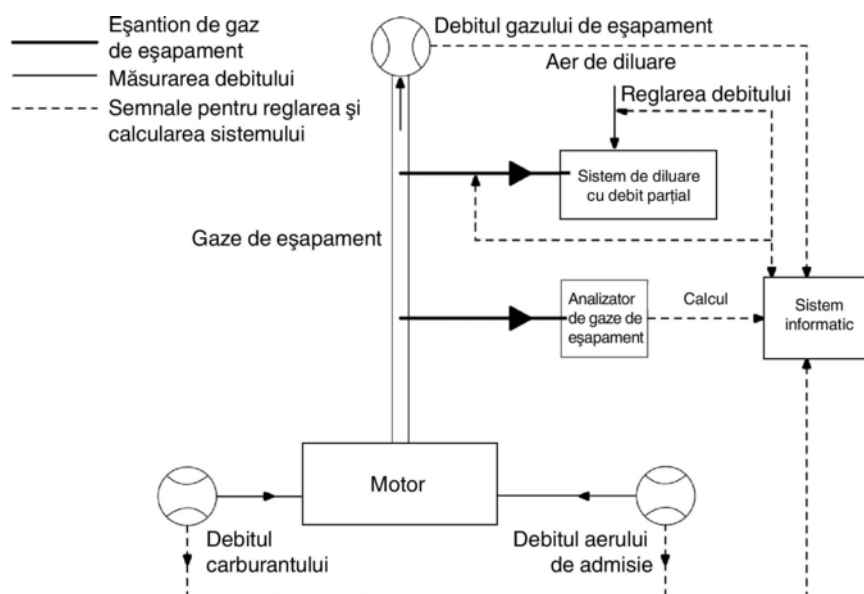 Eşantion de gaz
de eşapament
Măsurarea debitului
Semnale pentru reglarea şi
calcularea sistemului
Debitul gazului de eşapament
Aer de diluare
Reglarea debitului
Sistem de diluare
cu debit parţial
Gaze de eşapament
Analizator
de gaze de
eşapament
Calcul
Sistem
informatic
Motor
Debitul
carburantului
Debitul aerului
de admisie